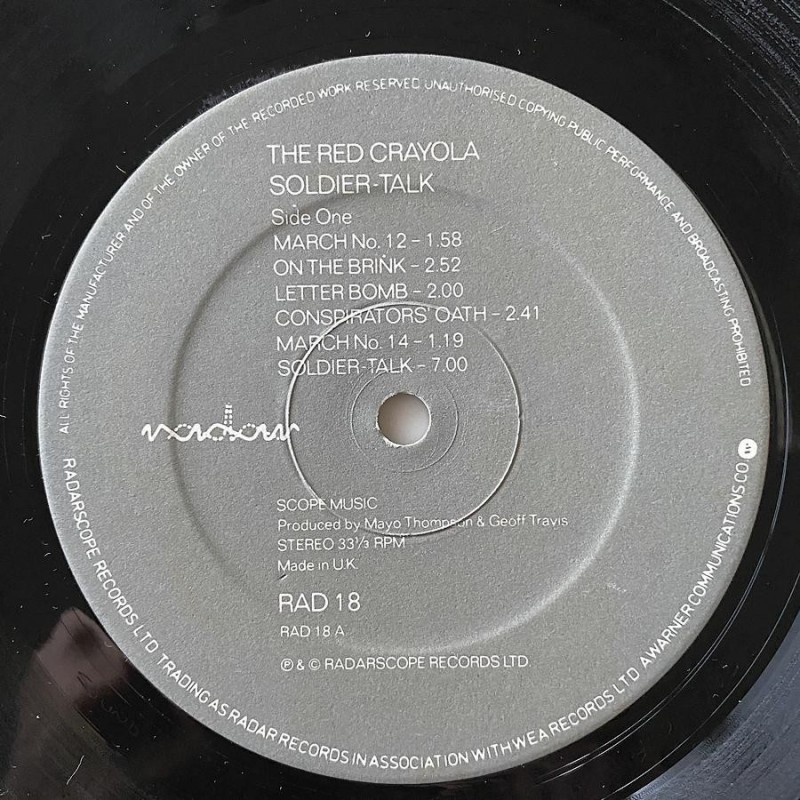 ALL RIGHTS OF THE MANUFACTURER AND OF THE OWNER OF THE RECORDED WORK RESERVED UNAUTHORISED COPYING PUBLIC PERFORMANCE AND BROADCASTING PROHIBITED
THE RED CRAYOLA
SOLDIER-TALK
Side One
MARCH No. 12 – 1.58
ON THE BRINK – 2.52
LETTER BOMB – 2.00
CONSPIRATORS' OATH – 2.41
MARCH No. 14 – 1.19
SOLDIER-TALK – 7.00
radar
SCOPE MUSIC
Produced by Mayo Thompson & Geoff Travis
STEREO 33⅓ RPM
Made in U.K.
RAD 18
RAD 18 A
℗ & © RADARSCOPE RECORDS LTD.
RADARSCOPE RECORDS LTD TRADING AS RADAR RECORDS IN ASSOCIATION WITH WEA RECORDS LTD A WARNER COMMUNICATIONS CO